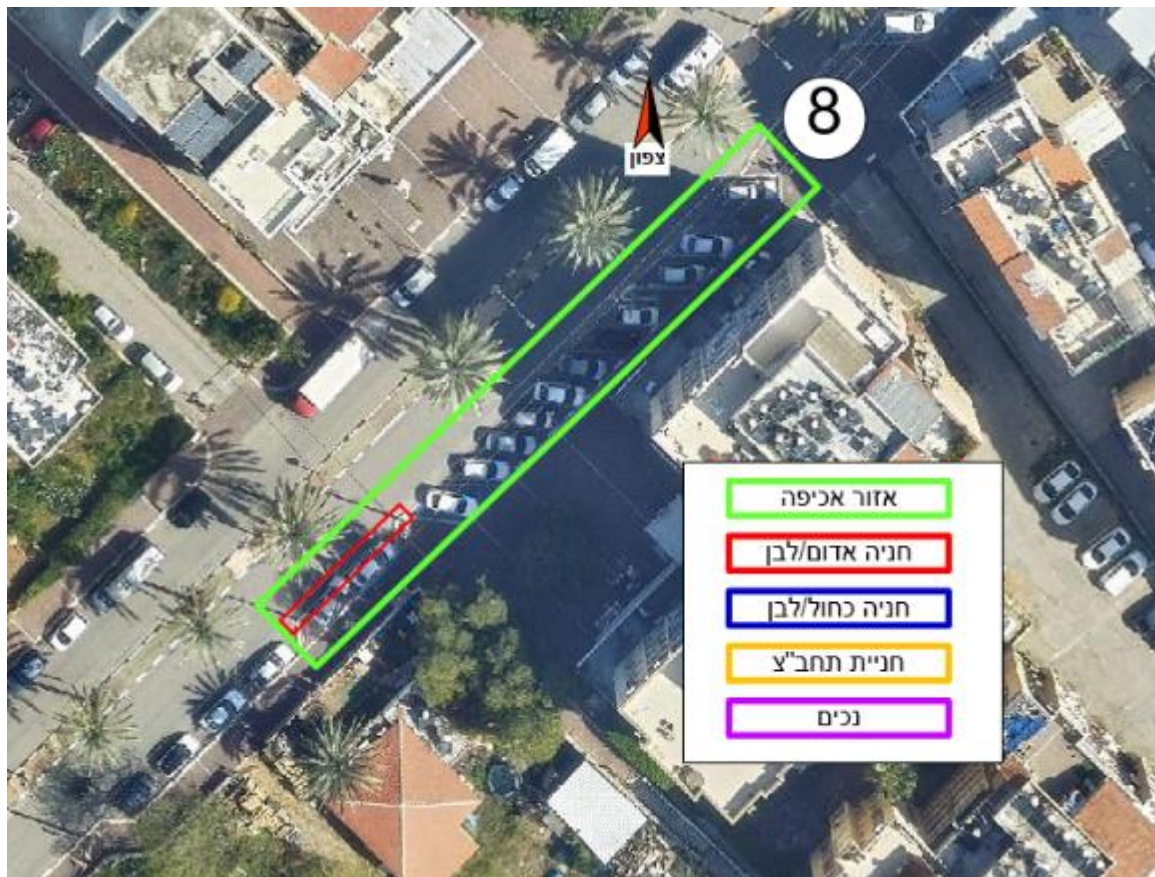 8
צפון
אזור אכיפה
חניה אדום/לבן
חניה כחול/לבן
חניית תחב"צ
נכים